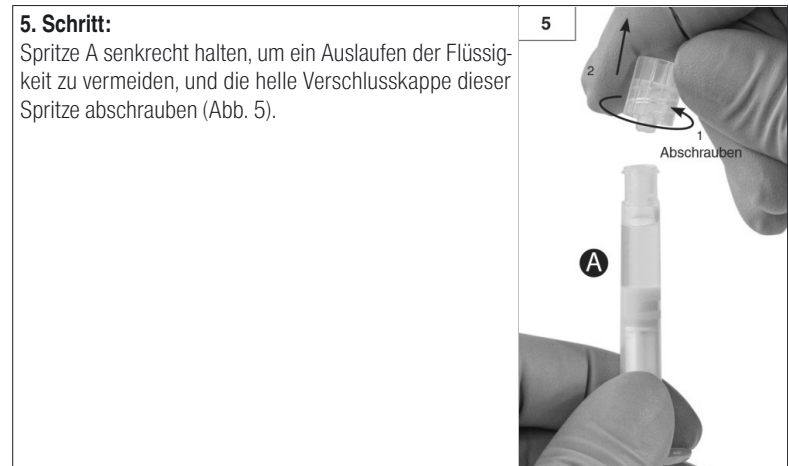 5. Schritt:
Spritze A senkrecht halten, um ein Auslaufen der Flüssig-
keit zu vermeiden, und die helle Verschlusskappe dieser
Spritze abschrauben (Abb. 5).
5
2
1
Abschrauben
A